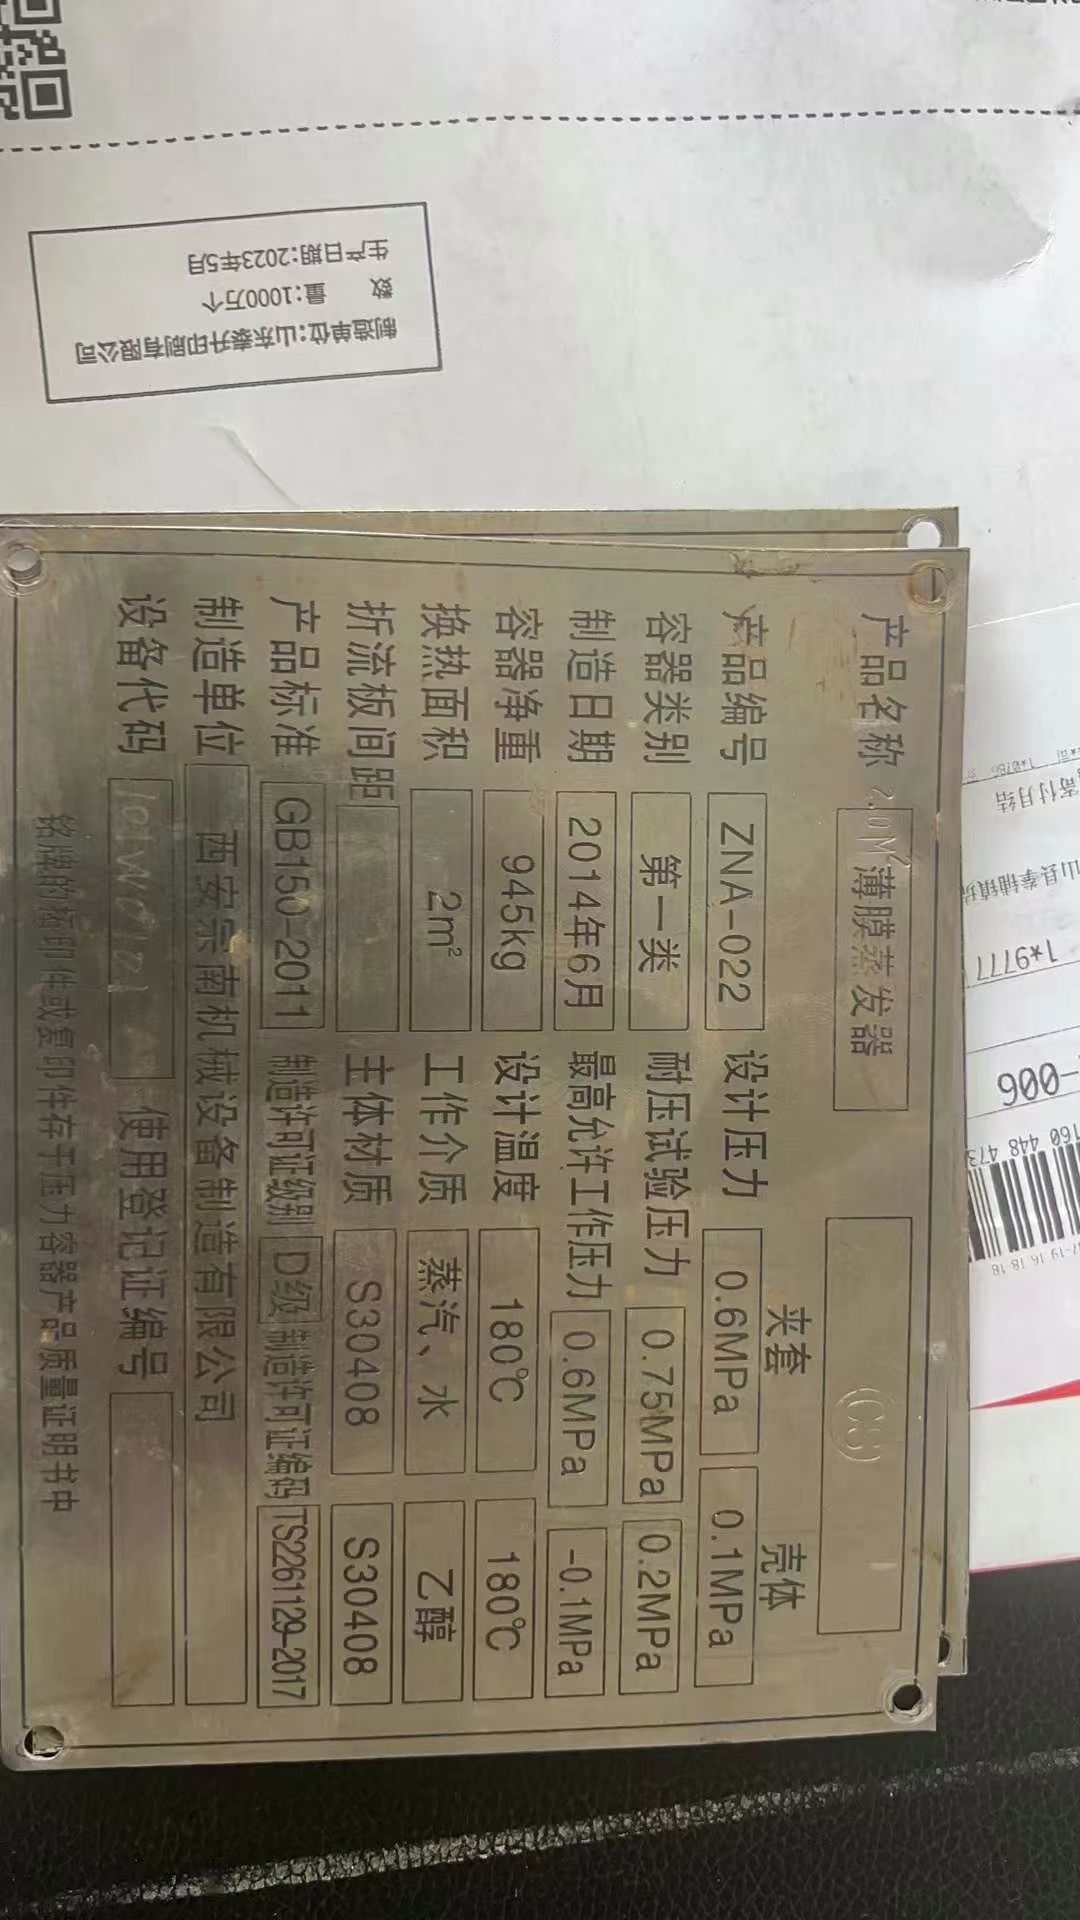 产品名称 2.0M² 薄膜蒸发器
夹套 壳体
产品编号 ZNA-022 设计压力 0.6MPa 0.1MPa
容器类别 第一类 耐压试验压力 0.75MPa 0.2MPa
制造日期 2014年6月 最高允许工作压力 0.6MPa -0.1MPa
容器净重 945kg 设计温度 180℃ 180℃
换热面积 2m² 工作介质 蒸汽、水 乙醇
折流板间距 主体材质 S30408 S30408
产品标准 GB150-2011 制造许可证级别 D级 制造许可证编码 TS2261129-2017
制造单位 西安宗南机械设备制造有限公司
设备代码 使用登记证编号
铭牌的拓印件或复印件存于压力容器产品质量证明书中
制造单位:山东泰升印刷有限公司
数 量:1000万个
生产日期:2023年5月
1*9777
-006
160 448 473